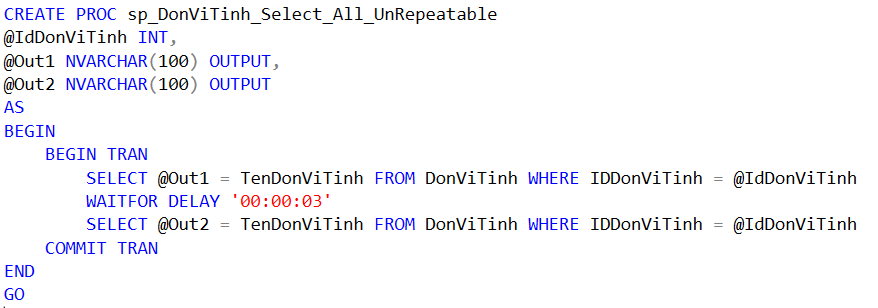 CREATE PROC sp_DonViTinh_Select_All_UnRepeatable
@IdDonViTinh INT,
@Out1 NVARCHAR(100) OUTPUT,
@Out2 NVARCHAR(100) OUTPUT
AS
BEGIN
    BEGIN TRAN
        SELECT @Out1 = TenDonViTinh FROM DonViTinh WHERE IDDonViTinh = @IdDonViTinh
        WAITFOR DELAY '00:00:03'
        SELECT @Out2 = TenDonViTinh FROM DonViTinh WHERE IDDonViTinh = @IdDonViTinh
    COMMIT TRAN
END
GO